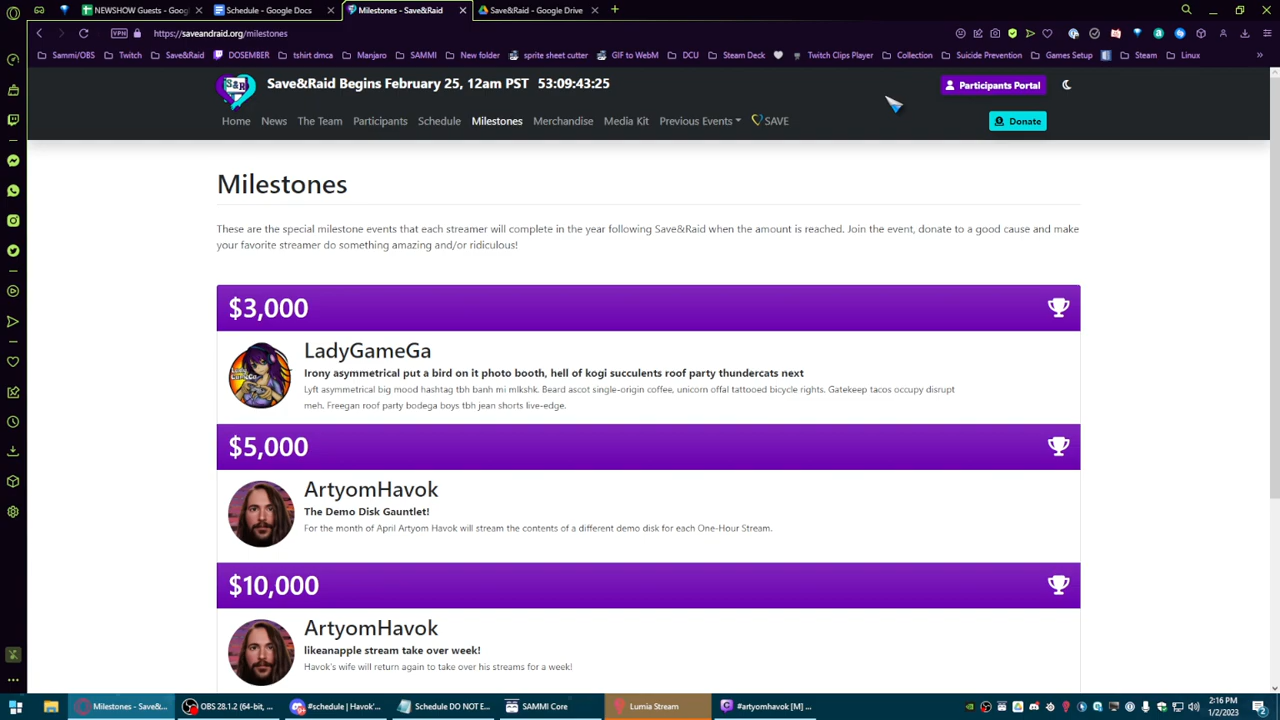 NEWSHOW Guests - Googl
Schedule - Google Docs
Milestones - Save&Raid
Save&Raid - Google Drive
VPN
https://saveandraid.org/milestones
Sammi/OBS
Twitch
Save&Raid
DOSEMBER
tshirt dmca
Manjaro
SAMMI
New folder
sprite sheet cutter
GIF to WebM
DCU
Steam Deck
Twitch Clips Player
Collection
Suicide Prevention
Games Setup
Steam
Linux
Save&Raid Begins February 25, 12am PST 53:09:43:25
Participants Portal
Home News The Team Participants Schedule Milestones Merchandise Media Kit Previous Events SAVE
Donate
Milestones
These are the special milestone events that each streamer will complete in the year following Save&Raid when the amount is reached. Join the event, donate to a good cause and make
your favorite streamer do something amazing and/or ridiculous!
$3,000
LadyGameGa
Irony asymmetrical put a bird on it photo booth, hell of kogi succulents roof party thundercats next
Lyft asymmetrical big mood hashtag tbh banh mi mlkshk. Beard ascot single-origin coffee, unicorn offal tattooed bicycle rights. Gatekeep tacos occupy disrupt
meh. Freegan roof party bodega boys tbh jean shorts live-edge.
$5,000
ArtyomHavok
The Demo Disk Gauntlet!
For the month of April Artyom Havok will stream the contents of a different demo disk for each One-Hour Stream.
$10,000
ArtyomHavok
likeanapple stream take over week!
Havok's wife will return again to take over his streams for a week!
Milestones - Save&...
OBS 28.1.2 (64-bit, ...
#schedule | Havok'...
Schedule DO NOT E...
SAMMI Core
Lumia Stream
#artyomhavok [M] ...
2:16 PM
1/2/2023
2